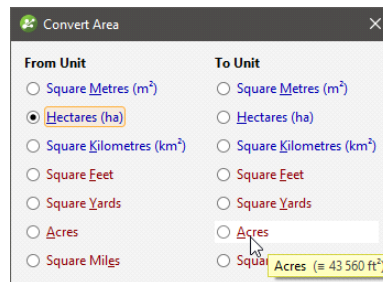 Convert Area
From Unit To Unit
Square Metres (m²) Square Metres (m²)
Hectares (ha) Hectares (ha)
Square Kilometres (km²) Square Kilometres (km²)
Square Feet Square Feet
Square Yards Square Yards
Acres Acres
Square Miles Squa
Acres (≡ 43 560 ft²)